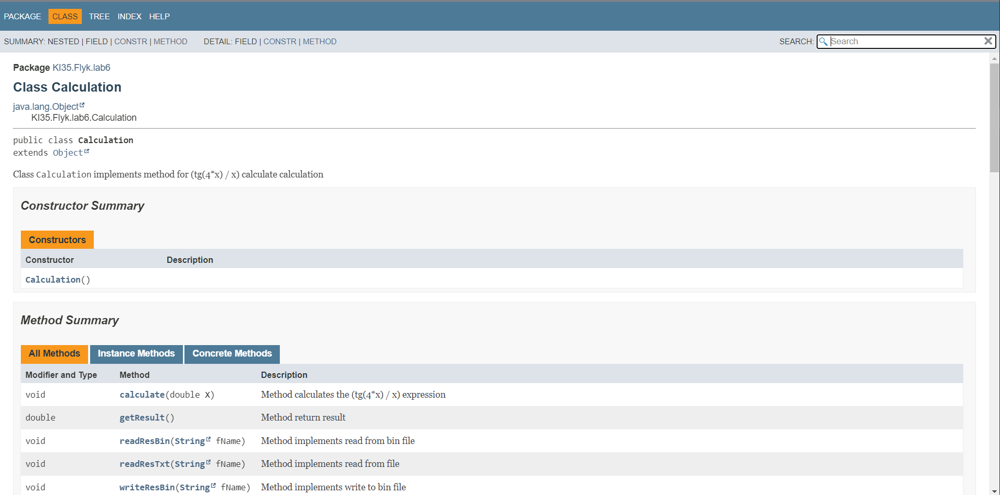 PACKAGE CLASS TREE INDEX HELP
SUMMARY: NESTED | FIELD | CONSTR | METHOD DETAIL: FIELD | CONSTR | METHOD SEARCH: Search
Package KI35.Flyk.lab6
Class Calculation
java.lang.Object
KI35.Flyk.lab6.Calculation
public class Calculation
extends Object
Class Calculation implements method for (tg(4*x) / x) calculate calculation
Constructor Summary
Constructors
Constructor Description
Calculation()
Method Summary
All Methods Instance Methods Concrete Methods
Modifier and Type Method Description
void calculate(double X) Method calculates the (tg(4*x) / x) expression
double getResult() Method return result
void readResBin(String fName) Method implements read from bin file
void readResTxt(String fName) Method implements read from file
void writeResBin(String fName) Method implements write to bin file